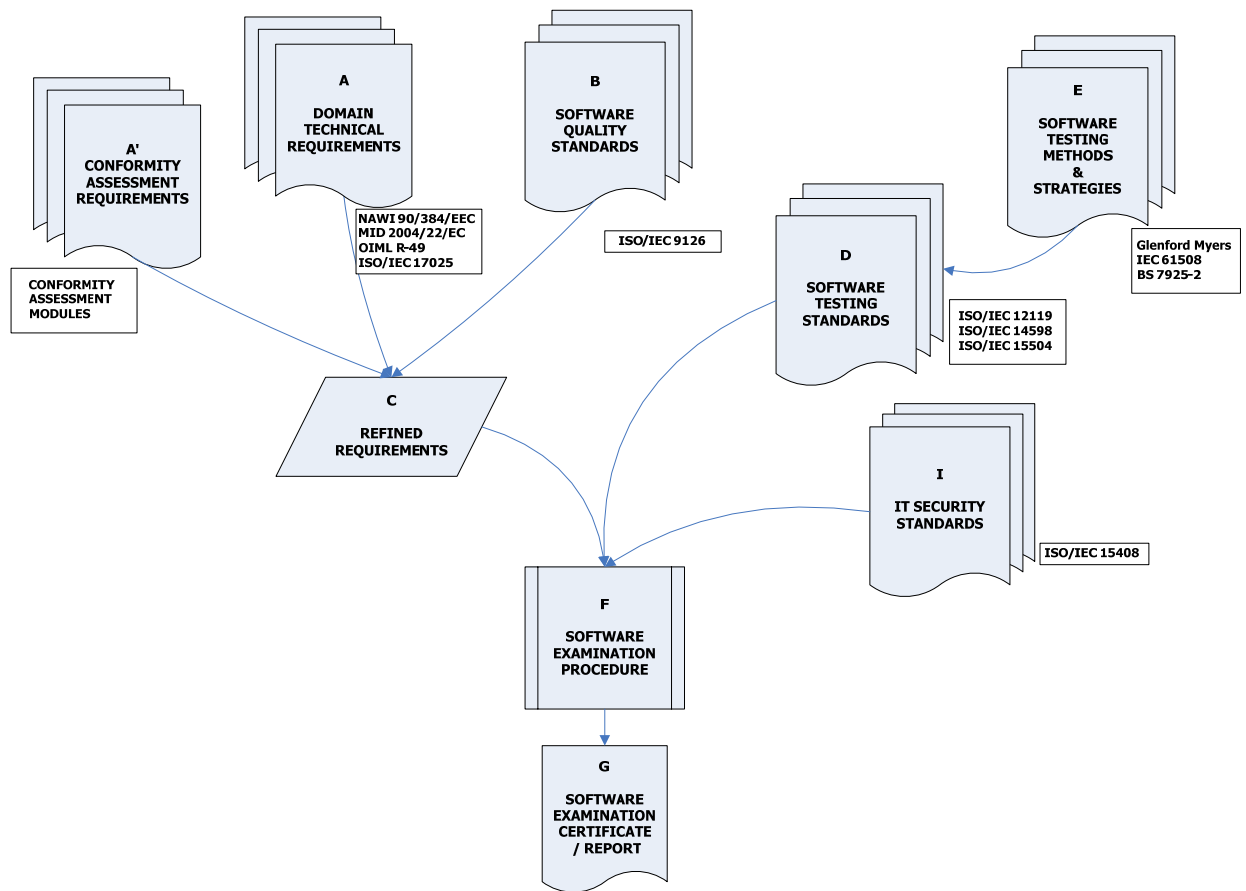 A'
CONFORMITY
ASSESSMENT
REQUIREMENTS
CONFORMITY
ASSESSMENT
MODULES
A
DOMAIN
TECHNICAL
REQUIREMENTS
NAWI 90/384/EEC
MID 2004/22/EC
OIML R-49
ISO/IEC 17025
B
SOFTWARE
QUALITY
STANDARDS
ISO/IEC 9126
E
SOFTWARE
TESTING
METHODS
&
STRATEGIES
Glenford Myers
IEC 61508
BS 7925-2
D
SOFTWARE
TESTING
STANDARDS
ISO/IEC 12119
ISO/IEC 14598
ISO/IEC 15504
C
REFINED
REQUIREMENTS
I
IT SECURITY
STANDARDS
ISO/IEC 15408
F
SOFTWARE
EXAMINATION
PROCEDURE
G
SOFTWARE
EXAMINATION
CERTIFICATE
/ REPORT